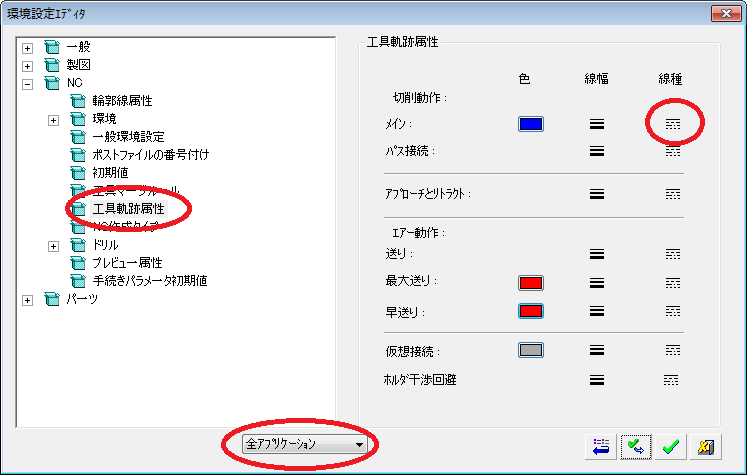 環境設定ｴﾃﾞｨﾀ
一般
製図
NC
輪郭線属性
環境
一般環境設定
ポストファイルの番号付け
初期値
工具軌跡属性
NC作成タイプ
ドリル
プレビュー属性
手続きパラメータ初期値
パーツ
全ｱﾌﾟﾘｹｰｼｮﾝ
工具軌跡属性
色 線幅 線種
切削動作:
ﾒｲﾝ:
ﾊﾟｽ接続:
ｱﾌﾟﾛｰﾁとﾘﾄﾗｸﾄ:
ｴｱｰ動作:
送り:
最大送り:
早送り:
仮想接続:
ﾎﾙﾀﾞ干渉回避